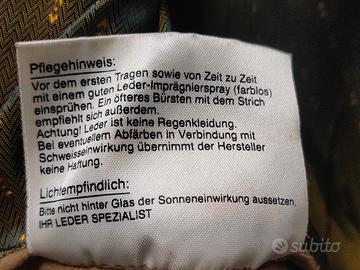 Pflegehinweis:
Vor dem ersten Tragen sowie von Zeit zu Zeit
mit einem guten Leder-Imprägnierspray (farblos)
einsprühen. Ein öfteres Bürsten mit dem Strich
empfiehlt sich außerdem.
Achtung! Leder ist keine Regenkleidung.
Bei eventuellem Abfärben in Verbindung mit
Schweisseinwirkung übernimmt der Hersteller
keine Haftung.
Lichtempfindlich:
Bitte nicht hinter Glas der Sonneneinwirkung aussetzen,
IHR LEDER SPEZIALIST
subito